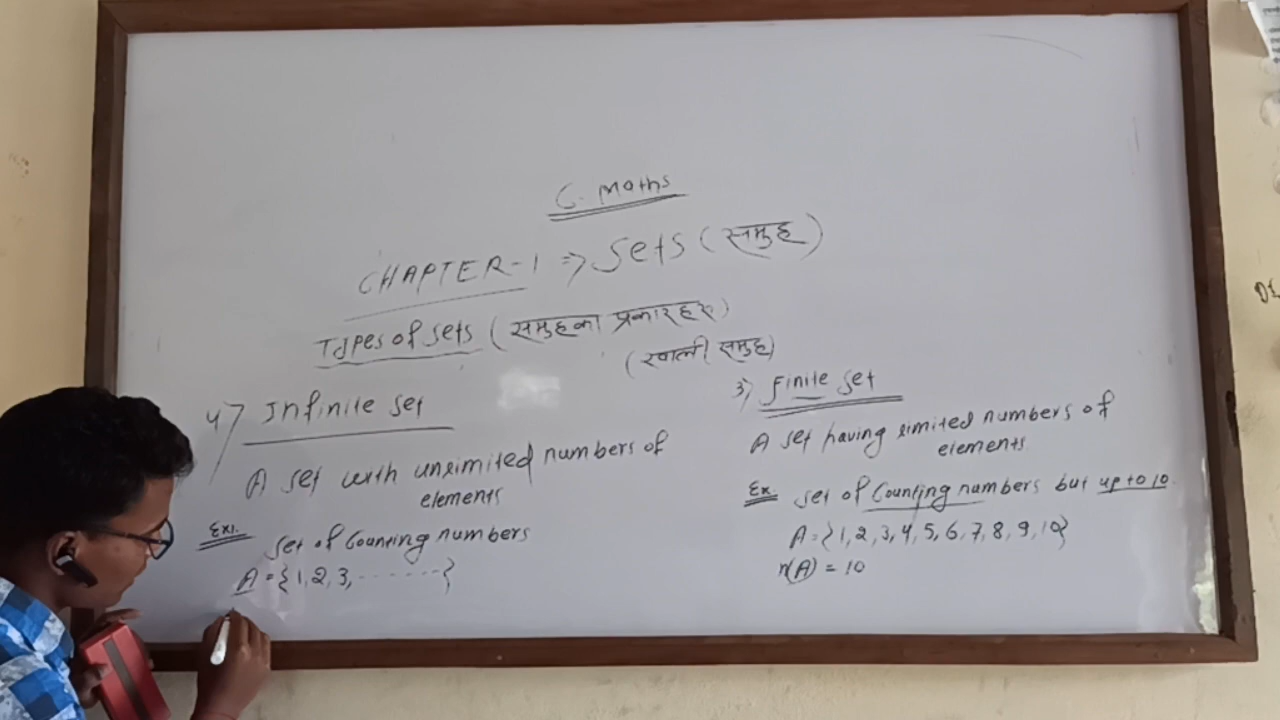 C. Maths
CHAPTER-1 => Sets (समुह)
Types of sets (समुहका प्रकारहरु)
(खाली समुह)
4) Infinite set
A set with unlimited numbers of
elements
Ex1.
set of Counting numbers
A = {1, 2, 3, - - - - - - -}
3) finite set
A set having limited numbers of
elements
Ex. set of Counting numbers but up to 10.
A = {1, 2, 3, 4, 5, 6, 7, 8, 9, 10}
n(A) = 10